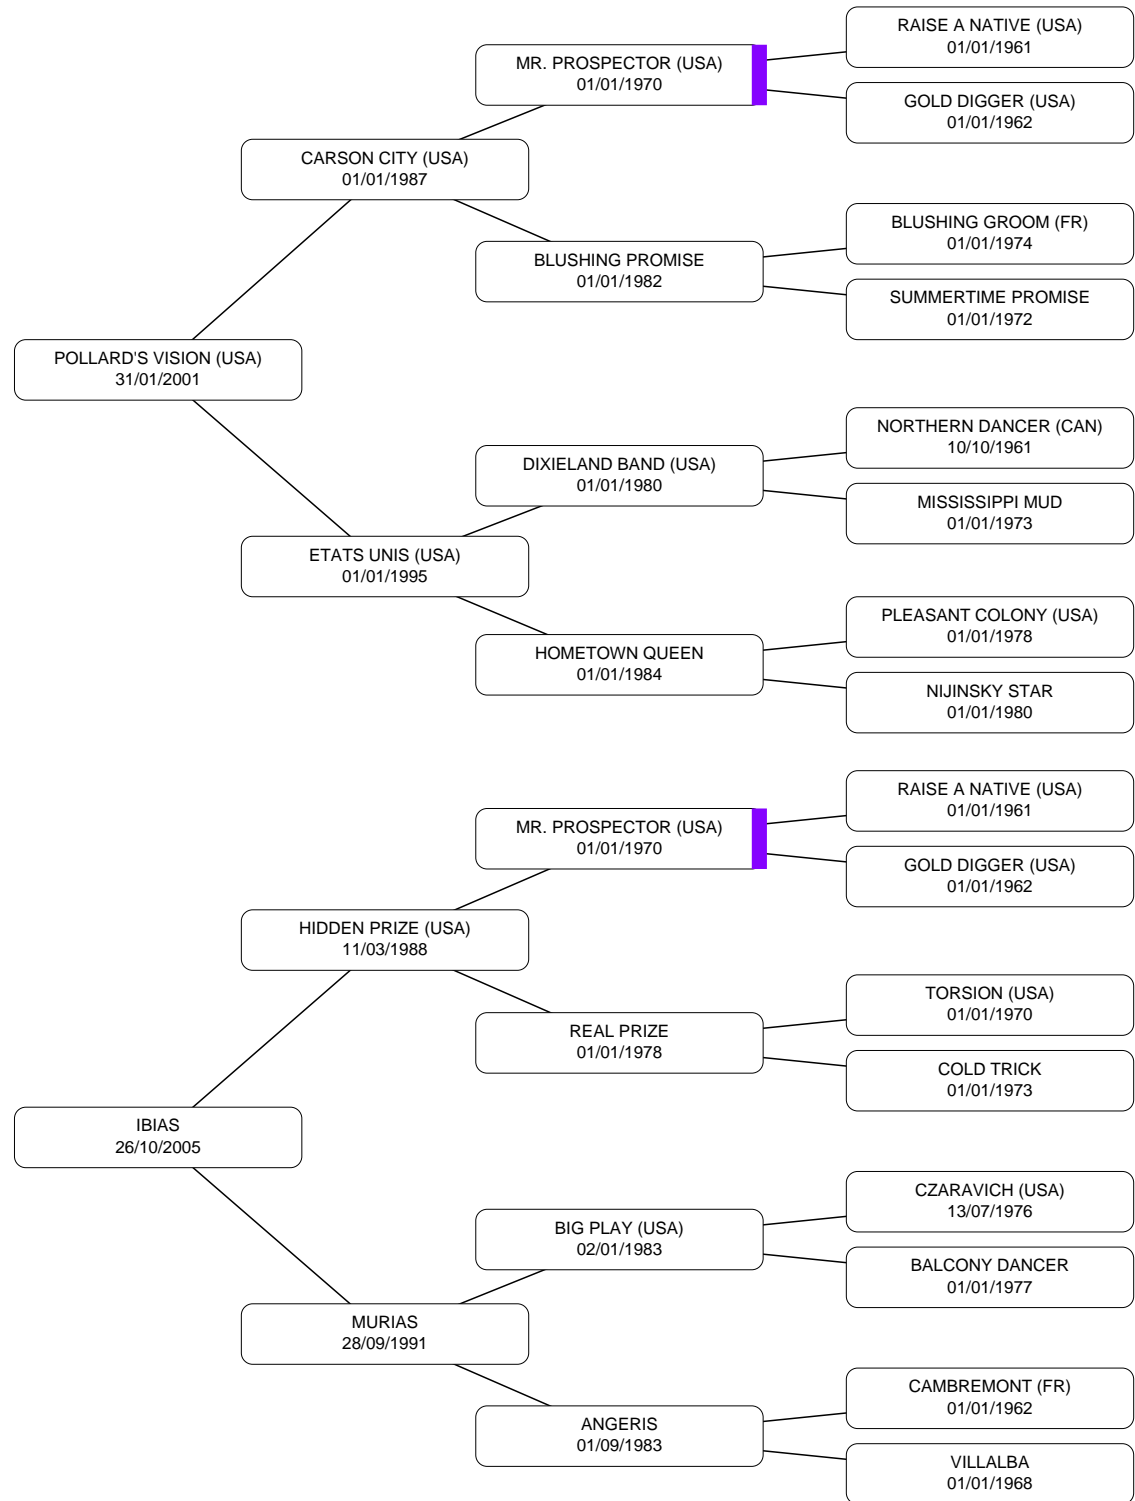 RAISE A NATIVE (USA)
01/01/1961
MR. PROSPECTOR (USA)
01/01/1970
GOLD DIGGER (USA)
01/01/1962
CARSON CITY (USA)
01/01/1987
BLUSHING GROOM (FR)
01/01/1974
BLUSHING PROMISE
01/01/1982
SUMMERTIME PROMISE
01/01/1972
POLLARD'S VISION (USA)
31/01/2001
NORTHERN DANCER (CAN)
10/10/1961
DIXIELAND BAND (USA)
01/01/1980
MISSISSIPPI MUD
01/01/1973
ETATS UNIS (USA)
01/01/1995
PLEASANT COLONY (USA)
01/01/1978
HOMETOWN QUEEN
01/01/1984
NIJINSKY STAR
01/01/1980
RAISE A NATIVE (USA)
01/01/1961
MR. PROSPECTOR (USA)
01/01/1970
GOLD DIGGER (USA)
01/01/1962
HIDDEN PRIZE (USA)
11/03/1988
TORSION (USA)
01/01/1970
REAL PRIZE
01/01/1978
COLD TRICK
01/01/1973
IBIAS
26/10/2005
CZARAVICH (USA)
13/07/1976
BIG PLAY (USA)
02/01/1983
BALCONY DANCER
01/01/1977
MURIAS
28/09/1991
CAMBREMONT (FR)
01/01/1962
ANGERIS
01/09/1983
VILLALBA
01/01/1968